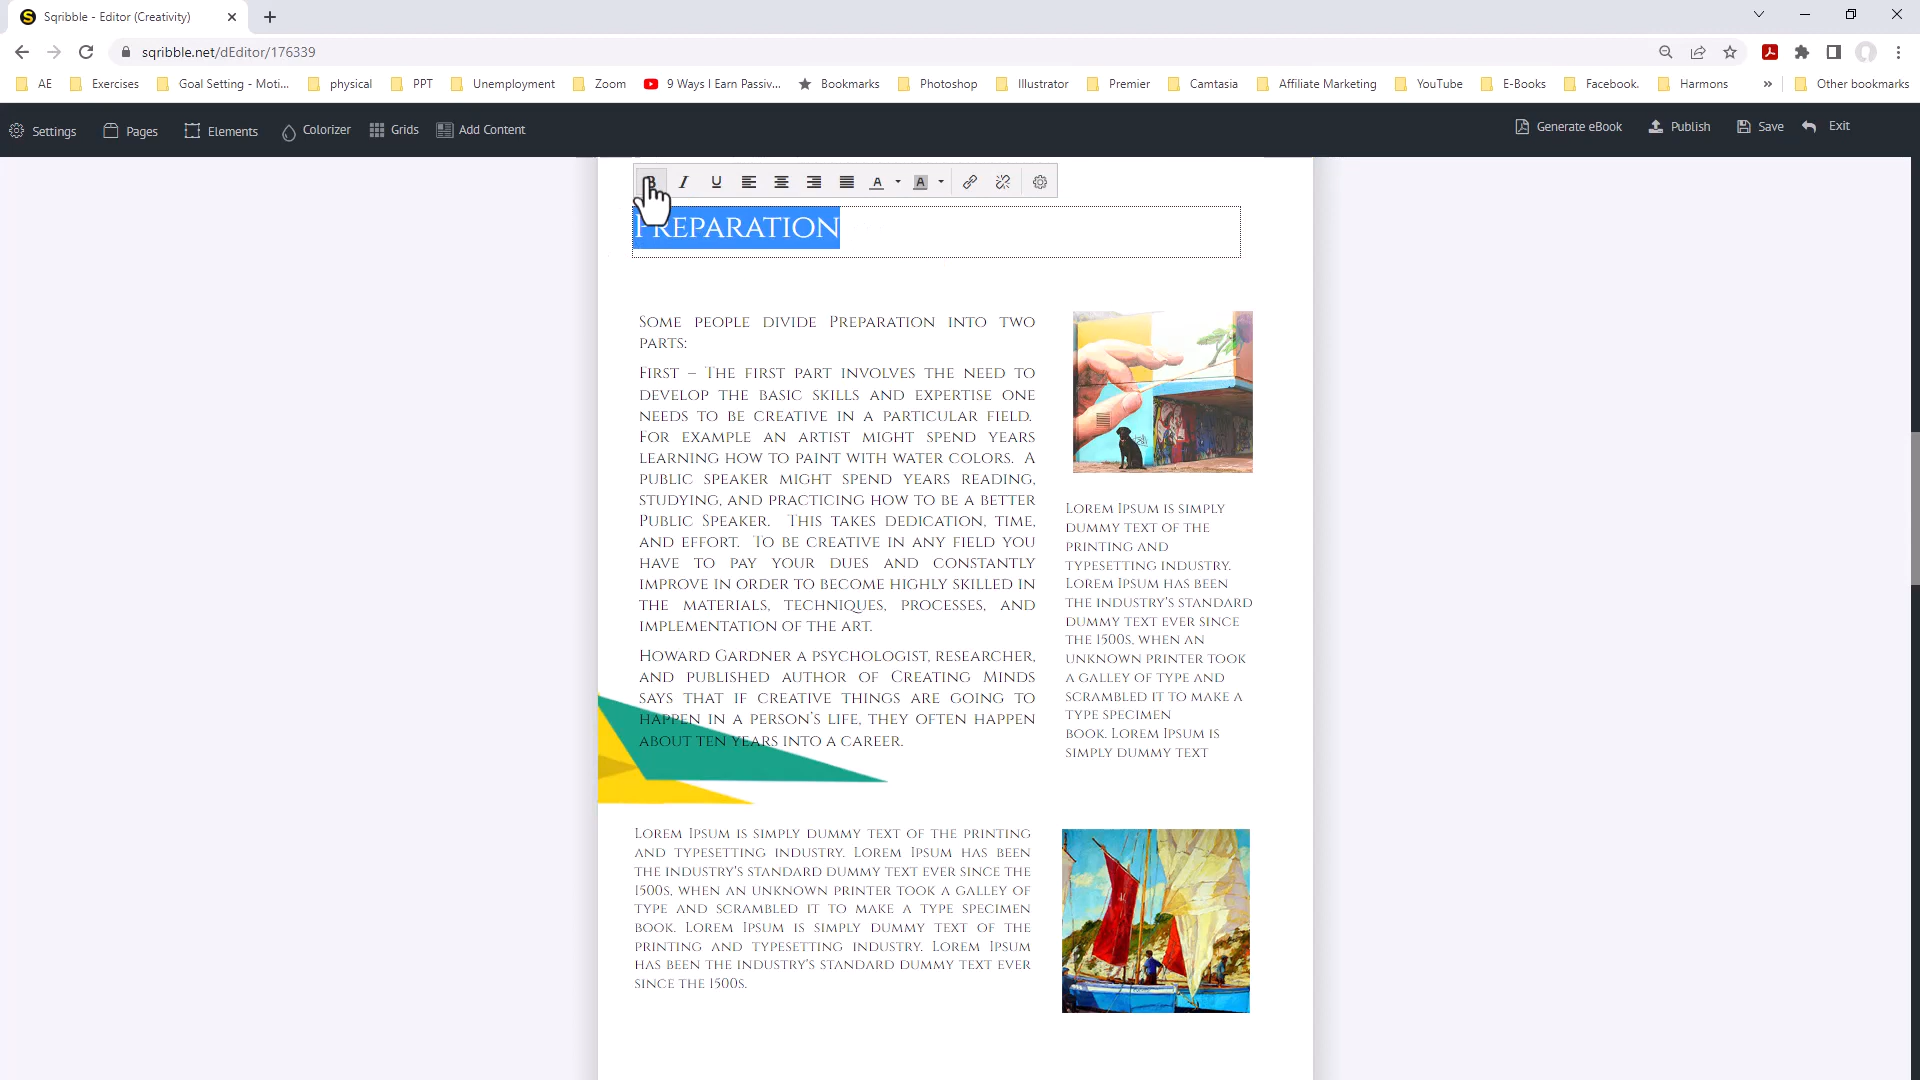 Sqribble - Editor (Creativity)
sqribble.net/dEditor/176339
AE Exercises Goal Setting - Moti... physical PPT Unemployment Zoom 9 Ways I Earn Passiv... Bookmarks Photoshop Illustrator Premier Camtasia Affiliate Marketing YouTube E-Books Facebook. Harmons » Other bookmarks
Settings Pages Elements Colorizer Grids Add Content Generate eBook Publish Save Exit
B I U A A
Preparation
Some people divide Preparation into two
parts:
First – The first part involves the need to
develop the basic skills and expertise one
needs to be creative in a particular field.
For example an artist might spend years
learning how to paint with water colors. A
public speaker might spend years reading,
studying, and practicing how to be a better
Public Speaker. This takes dedication, time,
and effort. To be creative in any field you
have to pay your dues and constantly
improve in order to become highly skilled in
the materials, techniques, processes, and
implementation of the art.
Howard Gardner a psychologist, researcher,
and published author of Creating Minds
says that if creative things are going to
happen in a person's life, they often happen
about ten years into a career.
Lorem Ipsum is simply
dummy text of the
printing and
typesetting industry.
Lorem Ipsum has been
the industry's standard
dummy text ever since
the 1500s, when an
unknown printer took
a galley of type and
scrambled it to make a
type specimen
book. Lorem Ipsum is
simply dummy text
Lorem Ipsum is simply dummy text of the printing
and typesetting industry. Lorem Ipsum has been
the industry's standard dummy text ever since the
1500s, when an unknown printer took a galley of
type and scrambled it to make a type specimen
book. Lorem Ipsum is simply dummy text of the
printing and typesetting industry. Lorem Ipsum
has been the industry's standard dummy text ever
since the 1500s.